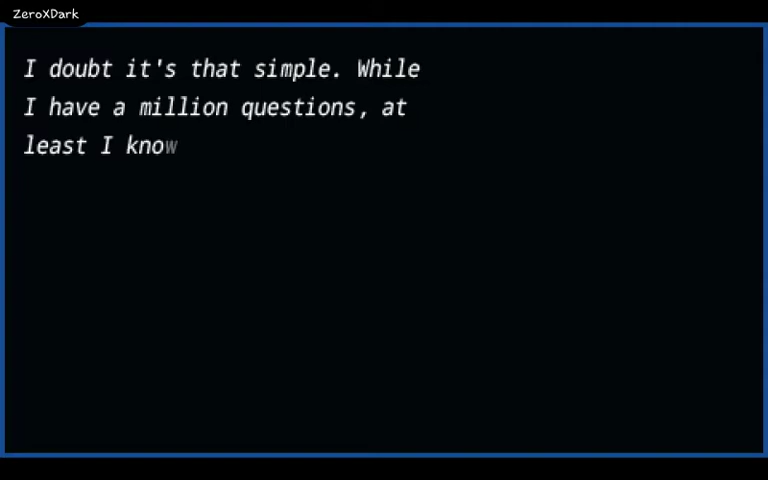 ZeroXDark
I doubt it's that simple. While
I have a million questions, at
least I know